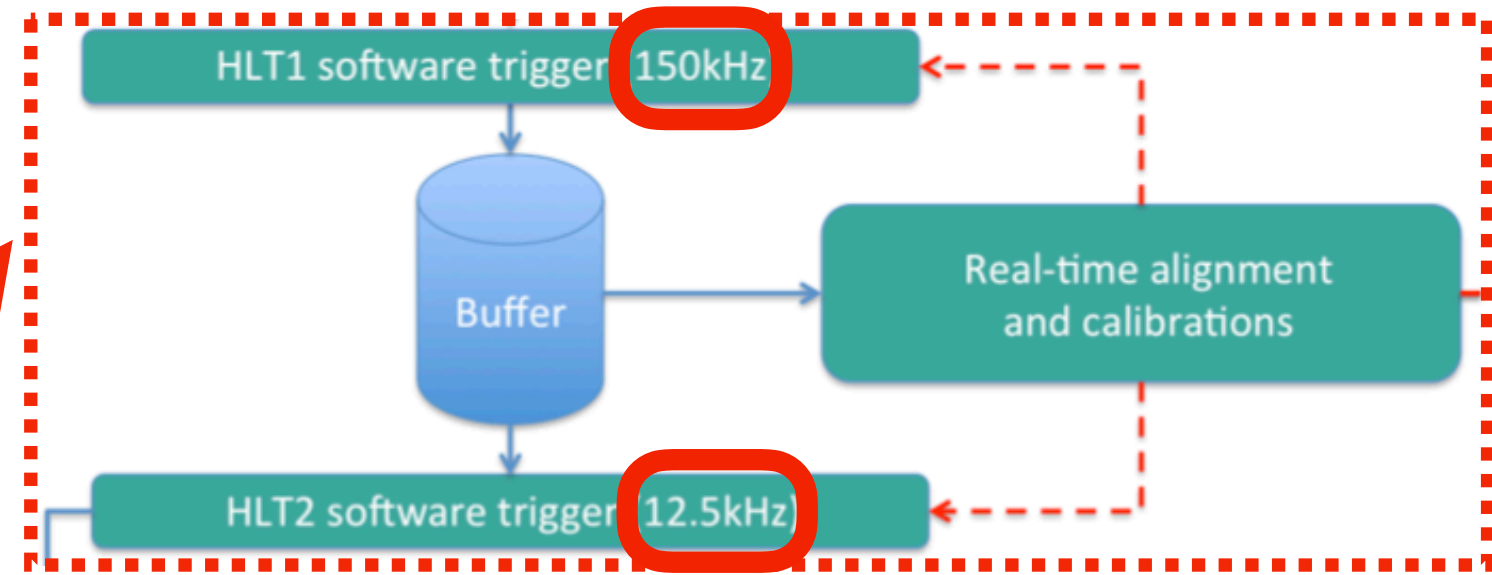 HLT1 software trigger 150kHz
Buffer
Real-time alignment
and calibrations
HLT2 software trigger 12.5kHz)